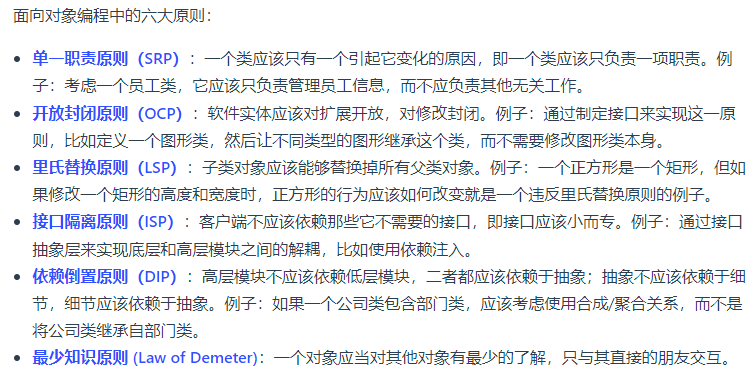 面向对象编程中的六大原则：
• 单一职责原则（SRP）：一个类应该只有一个引起它变化的原因，即一个类应该只负责一项职责。例
子：考虑一个员工类，它应该只负责管理员工信息，而不应负责其他无关工作。
• 开放封闭原则（OCP）：软件实体应该对扩展开放，对修改封闭。例子：通过制定接口来实现这一原
则，比如定义一个图形类，然后让不同类型的图形继承这个类，而不需要修改图形类本身。
• 里氏替换原则（LSP）：子类对象应该能够替换掉所有父类对象。例子：一个正方形是一个矩形，但如
果修改一个矩形的高度和宽度时，正方形的行为应该如何改变就是一个违反里氏替换原则的例子。
• 接口隔离原则（ISP）：客户端不应该依赖那些它不需要的接口，即接口应该小而专。例子：通过接口
抽象层来实现底层和高层模块之间的解耦，比如使用依赖注入。
• 依赖倒置原则（DIP）：高层模块不应该依赖低层模块，二者都应该依赖于抽象；抽象不应该依赖于细
节，细节应该依赖于抽象。例子：如果一个公司类包含部门类，应该考虑使用合成/聚合关系，而不是
将公司类继承自部门类。
• 最少知识原则 (Law of Demeter)：一个对象应当对其他对象有最少的了解，只与其直接的朋友交互。